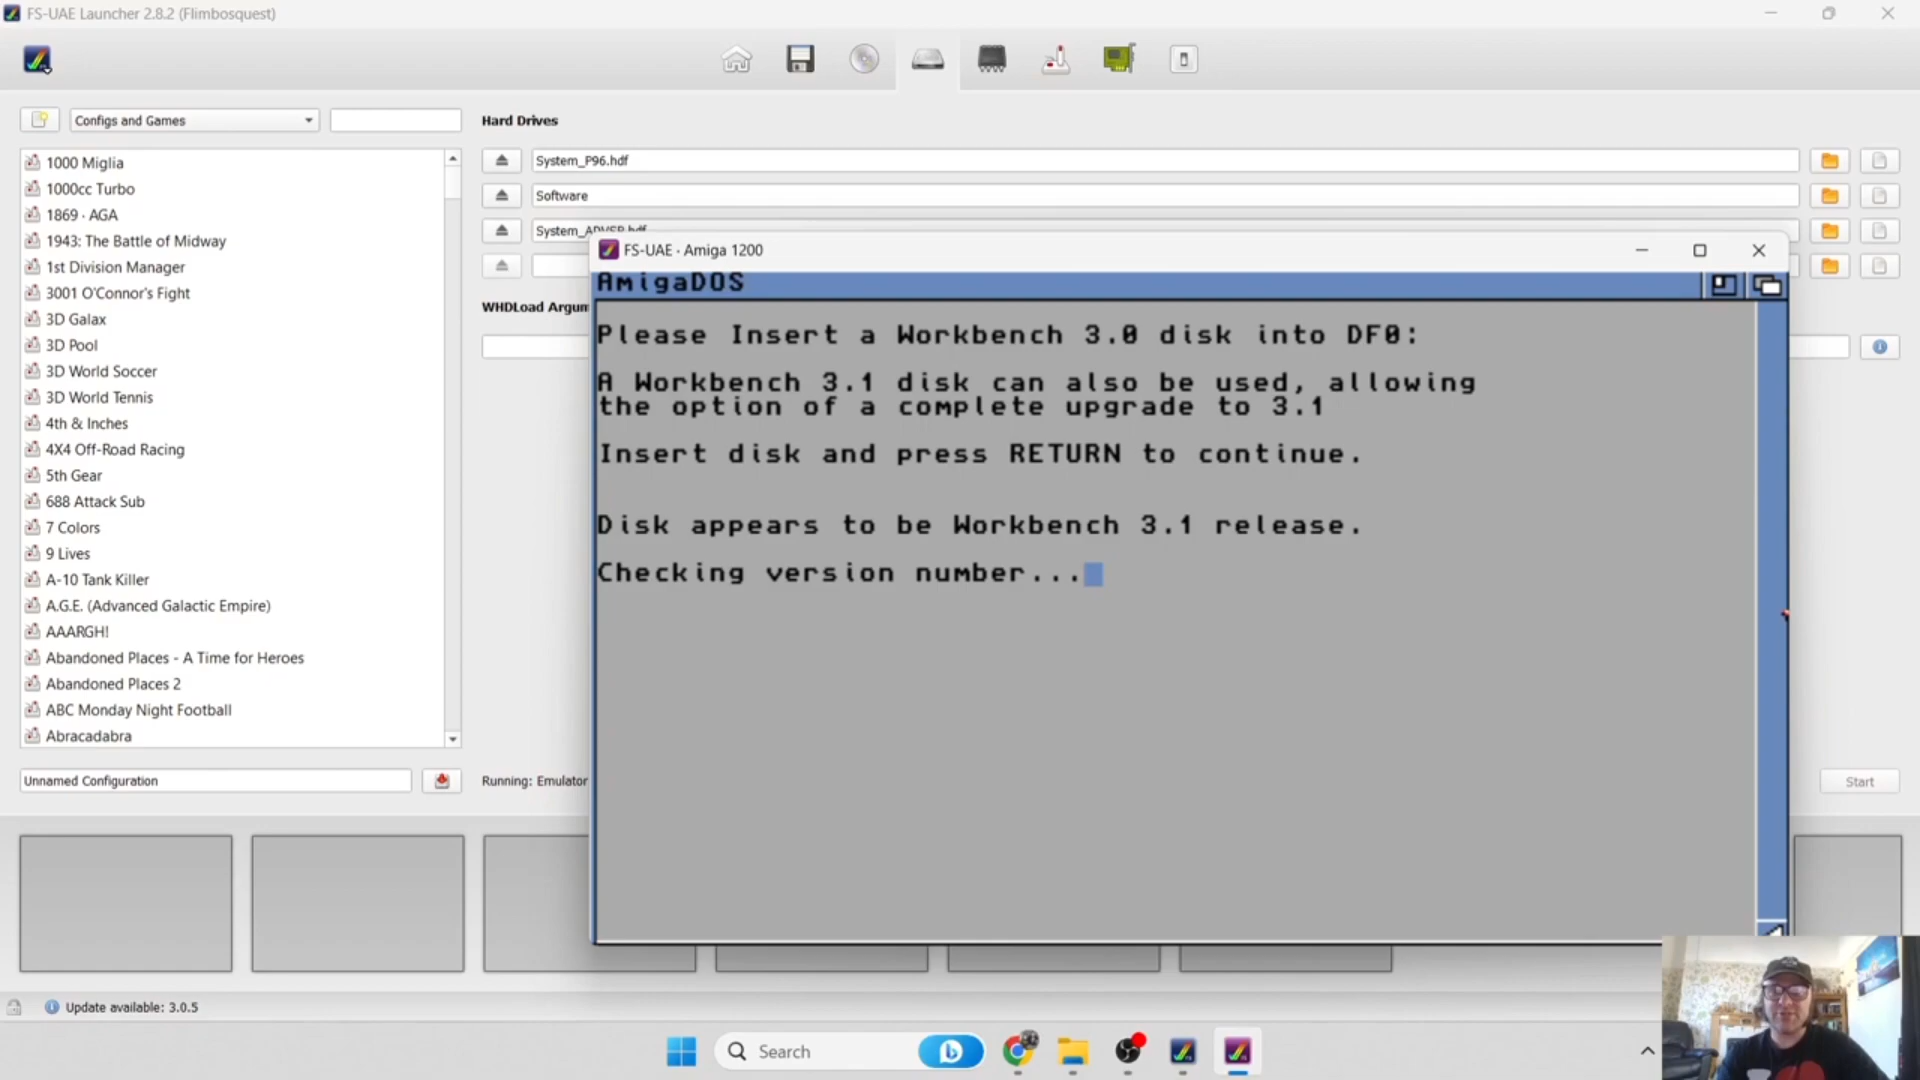 FS-UAE Launcher 2.8.2 (Flimbosquest)
Configs and Games
Hard Drives
1000 Miglia
1000cc Turbo
1869 · AGA
1943: The Battle of Midway
1st Division Manager
3001 O'Connor's Fight
3D Galax
3D Pool
3D World Soccer
3D World Tennis
4th & Inches
4X4 Off-Road Racing
5th Gear
688 Attack Sub
7 Colors
9 Lives
A-10 Tank Killer
A.G.E. (Advanced Galactic Empire)
AAARGH!
Abandoned Places - A Time for Heroes
Abandoned Places 2
ABC Monday Night Football
Abracadabra
System_P96.hdf
Software
System_ADVSP.hdf
WHDLoad Argum
FS-UAE · Amiga 1200
AmigaDOS
Please Insert a Workbench 3.0 disk into DF0:
A Workbench 3.1 disk can also be used, allowing
the option of a complete upgrade to 3.1
Insert disk and press RETURN to continue.
Disk appears to be Workbench 3.1 release.
Checking version number...
Unnamed Configuration
Running: Emulator
Start
Update available: 3.0.5
Search